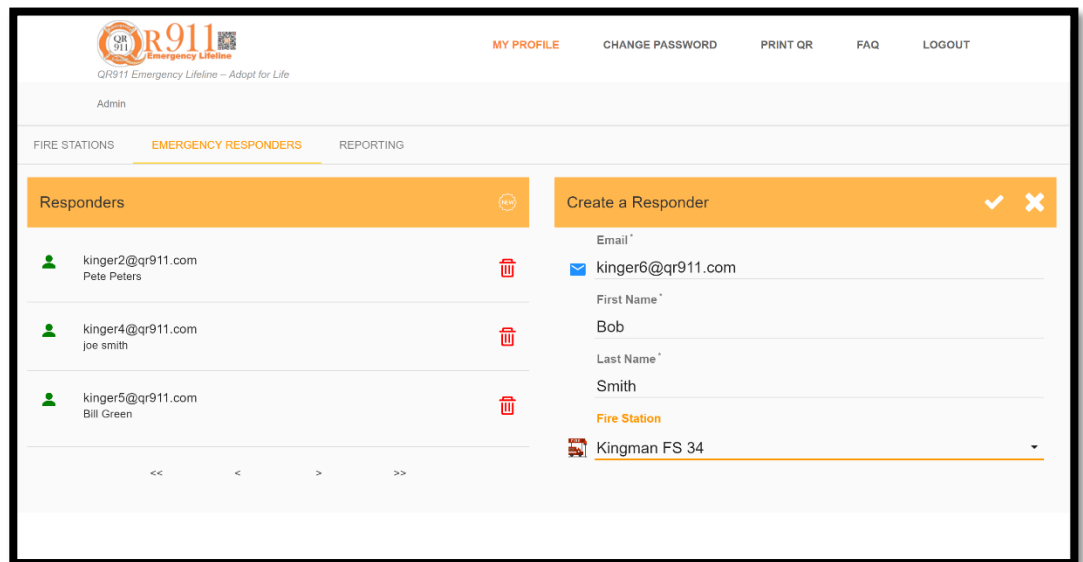 QR
911
R911
Emergency Lifeline
QR911 Emergency Lifeline – Adopt for Life
MY PROFILE CHANGE PASSWORD PRINT QR FAQ LOGOUT
Admin
FIRE STATIONS EMERGENCY RESPONDERS REPORTING
Responders NEW
kinger2@qr911.com
Pete Peters
kinger4@qr911.com
joe smith
kinger5@qr911.com
Bill Green
<< < > >>
Create a Responder
Email*
kinger6@qr911.com
First Name*
Bob
Last Name*
Smith
Fire Station
FIRE
Kingman FS 34